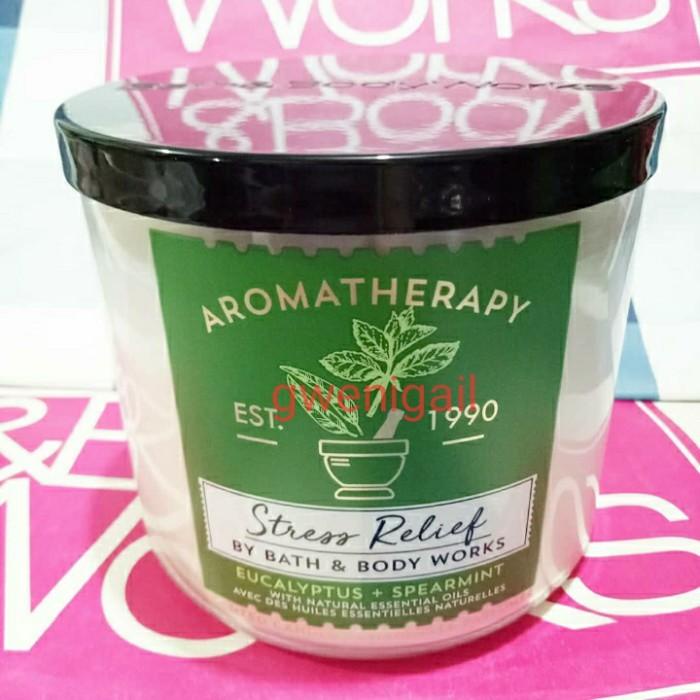 WORKS
AROMATHERAPY
EST. 1990
gwenigail
Stress Relief
BY BATH & BODY WORKS
EUCALYPTUS + SPEARMINT
WITH NATURAL ESSENTIAL OILS
AVEC DES HUILES ESSENTIELLES NATURELLES